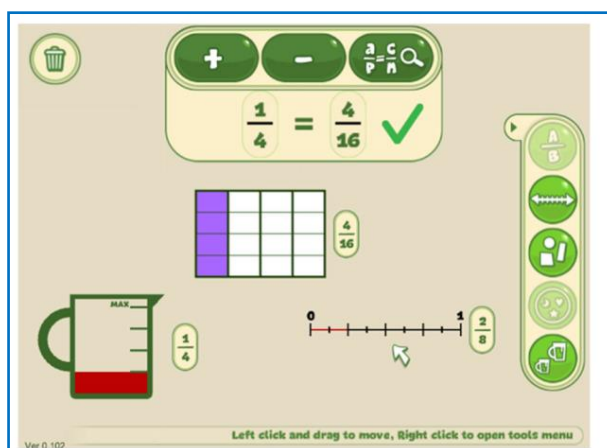 + - a/p = c/n
1/4 = 4/16
A/B
4/16
MAX
1/4
0 1
2/8
Left click and drag to move, Right click to open tools menu
Ver 0.102